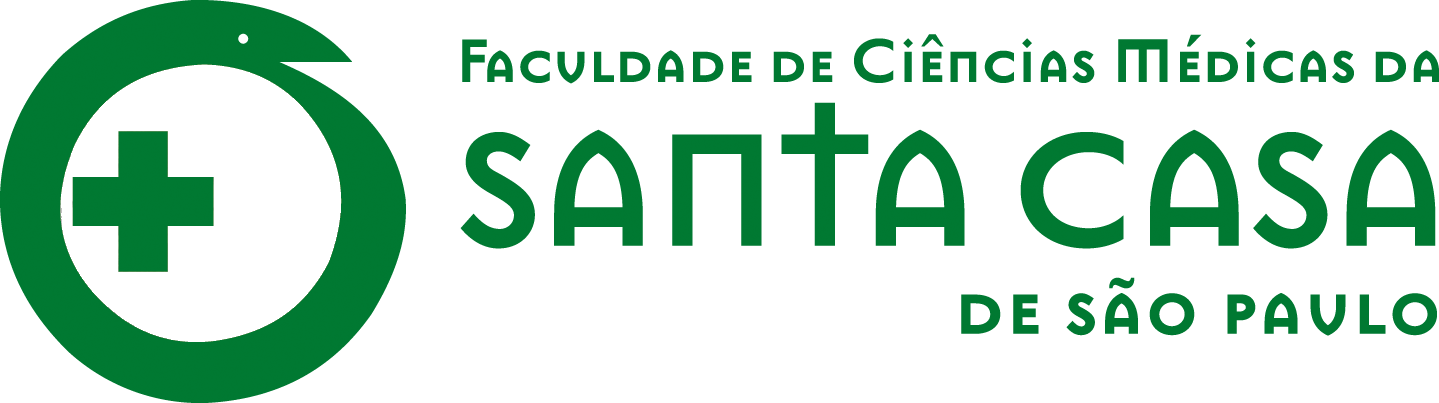 Faculdade de Ciências Médicas da
SANTA CASA
DE SÃO PAULO